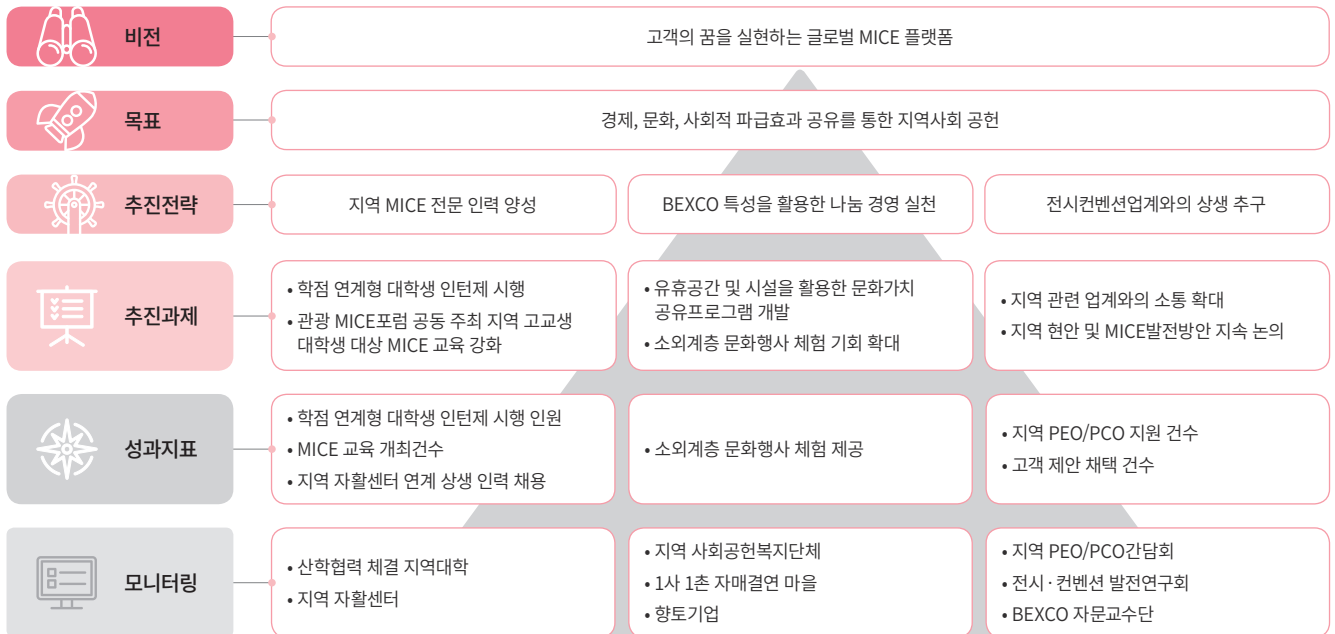 비전
고객의 꿈을 실현하는 글로벌 MICE 플랫폼
목표
경제, 문화, 사회적 파급효과 공유를 통한 지역사회 공헌
추진전략
지역 MICE 전문 인력 양성
BEXCO 특성을 활용한 나눔 경영 실천
전시컨벤션업계와의 상생 추구
추진과제
• 학점 연계형 대학생 인턴제 시행
• 관광 MICE포럼 공동 주최 지역 고교생
대학생 대상 MICE 교육 강화
• 유휴공간 및 시설을 활용한 문화가치
공유프로그램 개발
• 소외계층 문화행사 체험 기회 확대
• 지역 관련 업계와의 소통 확대
• 지역 현안 및 MICE발전방안 지속 논의
성과지표
• 학점 연계형 대학생 인턴제 시행 인원
• MICE 교육 개최건수
• 지역 자활센터 연계 상생 인력 채용
• 소외계층 문화행사 체험 제공
• 지역 PEO/PCO 지원 건수
• 고객 제안 채택 건수
모니터링
• 산학협력 체결 지역대학
• 지역 자활센터
• 지역 사회공헌복지단체
• 1사 1촌 자매결연 마을
• 향토기업
• 지역 PEO/PCO간담회
• 전시·컨벤션 발전연구회
• BEXCO 자문교수단